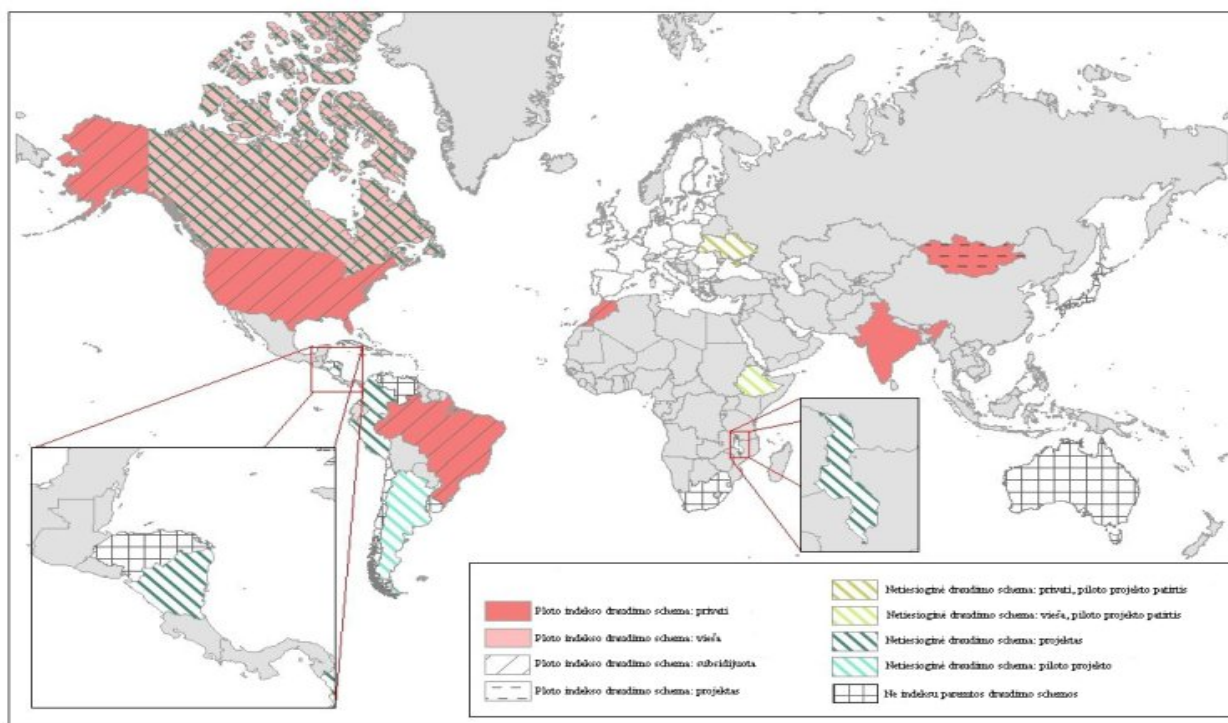 Ploto indekso draudimo schema: privati
Ploto indekso draudimo schema: vieša
Ploto indekso draudimo schema: subsidijuota
Ploto indekso draudimo schema: projektas
Netiesioginė draudimo schema: privati, piloto projekto patirtis
Netiesioginė draudimo schema: vieša, piloto projekto patirtis
Netiesioginė draudimo schema: projektas
Netiesioginė draudimo schema: piloto projekto
Ne indeksu paremtos draudimo schemos